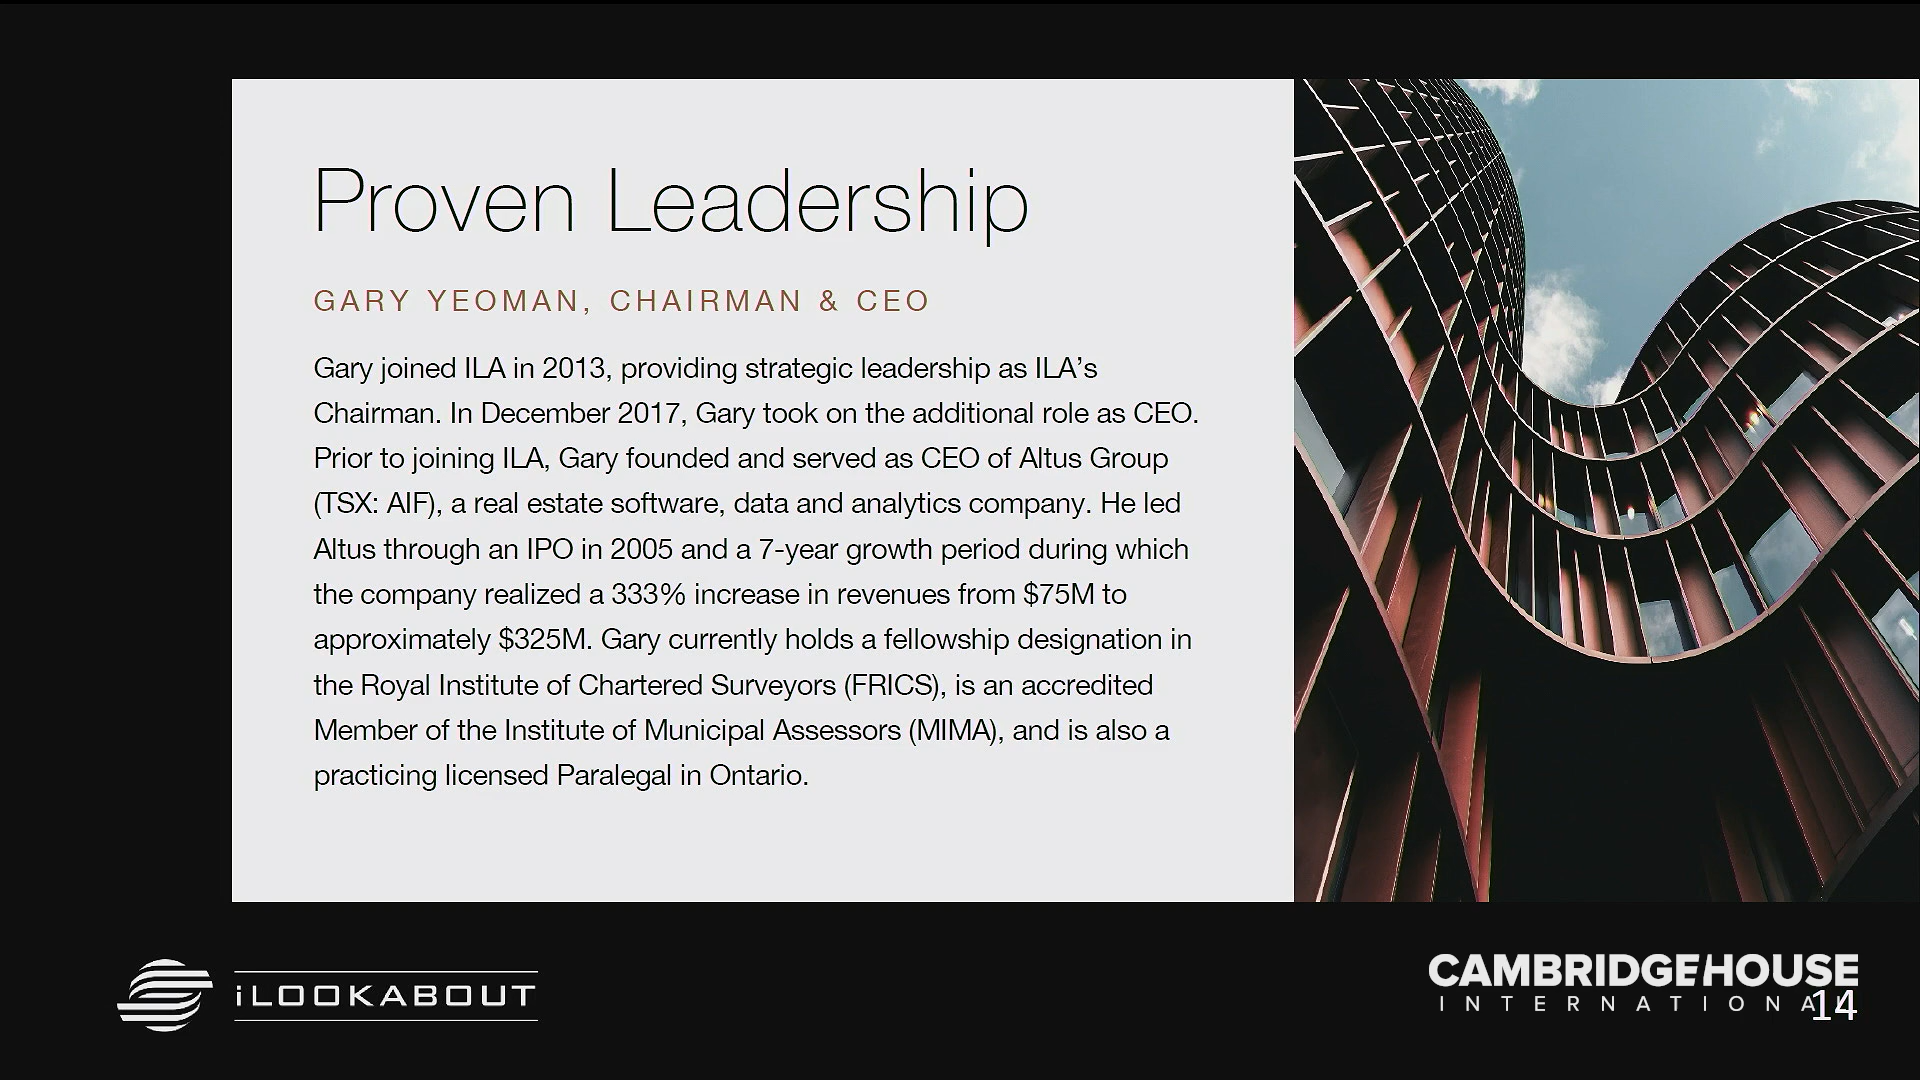 Proven Leadership
GARY YEOMAN, CHAIRMAN & CEO
Gary joined ILA in 2013, providing strategic leadership as ILA’s
Chairman. In December 2017, Gary took on the additional role as CEO.
Prior to joining ILA, Gary founded and served as CEO of Altus Group
(TSX: AIF), a real estate software, data and analytics company. He led
Altus through an IPO in 2005 and a 7-year growth period during which
the company realized a 333% increase in revenues from $75M to
approximately $325M. Gary currently holds a fellowship designation in
the Royal Institute of Chartered Surveyors (FRICS), is an accredited
Member of the Institute of Municipal Assessors (MIMA), and is also a
practicing licensed Paralegal in Ontario.
iLOOKABOUT
CAMBRIDGEHOUSE
INTERNATIONAL
14